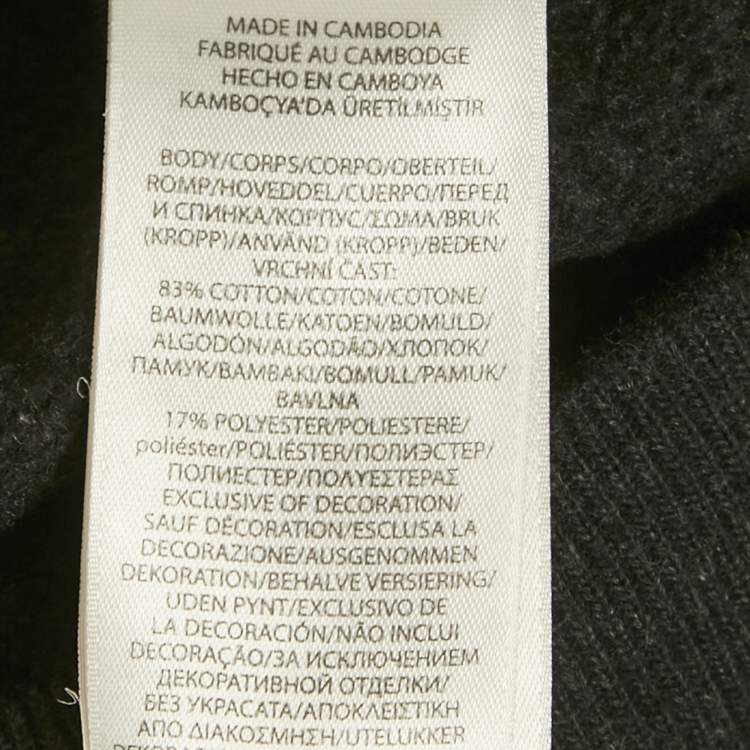 MADE IN CAMBODIA
FABRIQUÉ AU CAMBODGE
HECHO EN CAMBOYA
KAMBOÇYA'DA ÜRETİLMİŞTİR
BODY/CORPS/CORPO/OBERTEIL/
ROMP/HOVEDDEL/CUERPO/ПЕРЕД
И СПИНКА/КОРПУС/ΣΩΜΑ/BRUK
(KROPP)/ANVÄND (KROPP)/BEDEN/
VRCHNÍ ČÁST:
83% COTTON/COTON/COTONE/
BAUMWOLLE/KATOEN/BOMULD/
ALGODÓN/ALGODÃO/ХЛОПОК/
ПАМУК/ΒΑΜΒΑΚΙ/BOMULL/PAMUK/
BAVLNA
17% POLYESTER/POLIESTERE/
poliéster/POLIÉSTER/ПОЛИЭСТЕР/
ПОЛИЕСТЕР/ΠΟΛΥΕΣΤΕΡΑΣ
EXCLUSIVE OF DECORATION/
SAUF DÉCORATION/ESCLUSA LA
DECORAZIONE/AUSGENOMMEN
DEKORATION/BEHALVE VERSIERING/
UDEN PYNT/EXCLUSIVO DE
LA DECORACIÓN/NÃO INCLUI
DECORAÇÃO/ЗА ИСКЛЮЧЕНИЕМ
ДЕКОРАТИВНОЙ ОТДЕЛКИ/
БЕЗ УКРАСАТА/ΑΠΟΚΛΕΙΣΤΙΚΗ
ΑΠΟ ΔΙΑΚΟΣΜΗΣΗ/UTELUKKER